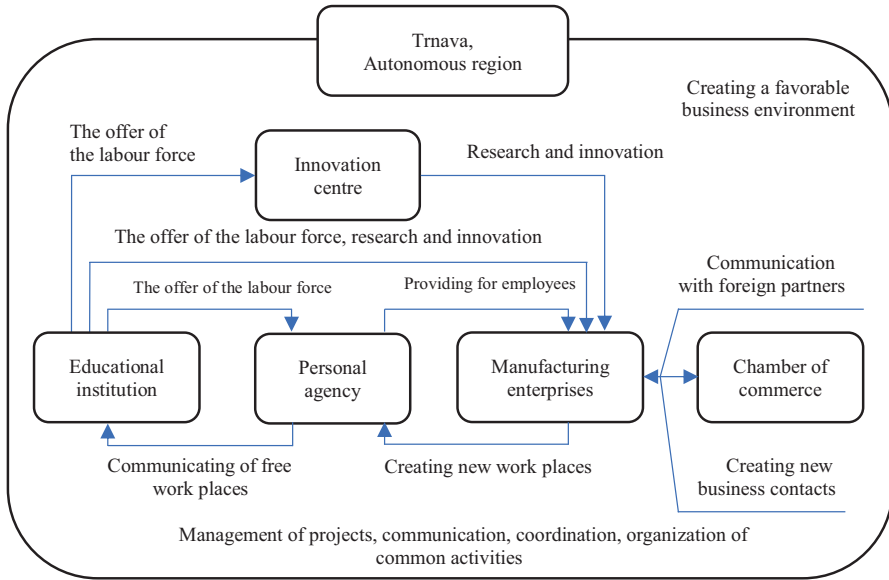 Trnava,
Autonomous region
Creating a favorable
business environment
The offer of
the labour force
Innovation
centre
Research and innovation
The offer of the labour force, research and innovation
The offer of the labour force
Providing for employees
Communication
with foreign partners
Educational
institution
Personal
agency
Manufacturing
enterprises
Chamber of
commerce
Communicating of free
work places
Creating new work places
Creating new
business contacts
Management of projects, communication, coordination, organization of
common activities